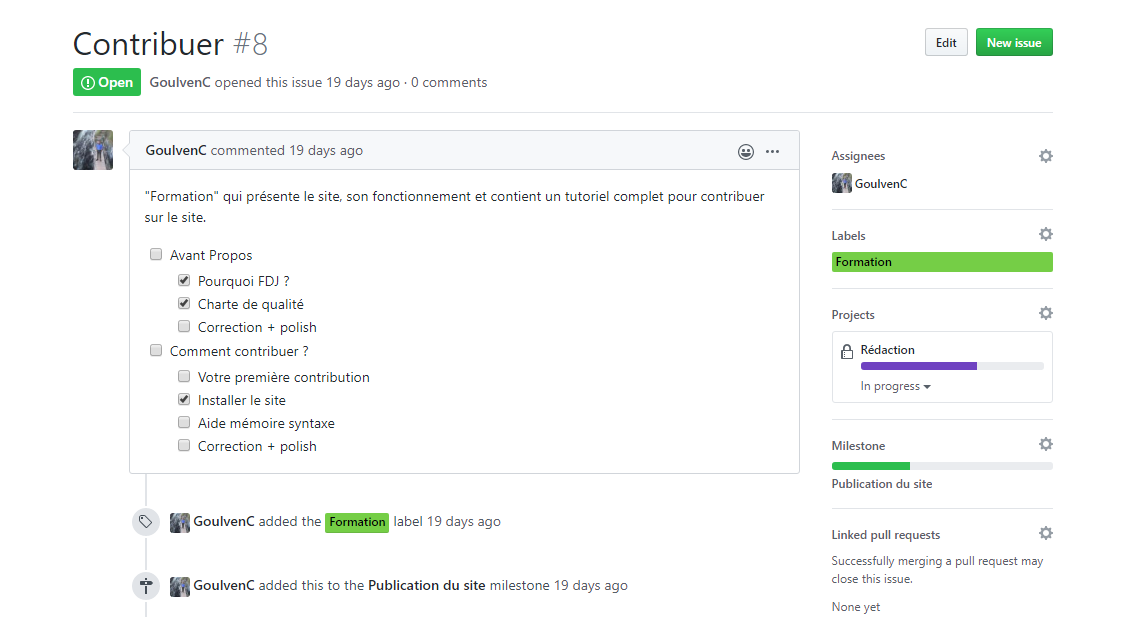 Contribuer #8
Edit
New issue
Open
GoulvenC opened this issue 19 days ago · 0 comments
GoulvenC commented 19 days ago
"Formation" qui présente le site, son fonctionnement et contient un tutoriel complet pour contribuer
sur le site.
Avant Propos
Pourquoi FDJ ?
Charte de qualité
Correction + polish
Comment contribuer ?
Votre première contribution
Installer le site
Aide mémoire syntaxe
Correction + polish
GoulvenC added the Formation label 19 days ago
GoulvenC added this to the Publication du site milestone 19 days ago
Assignees
GoulvenC
Labels
Formation
Projects
Rédaction
In progress
Milestone
Publication du site
Linked pull requests
Successfully merging a pull request may
close this issue.
None yet